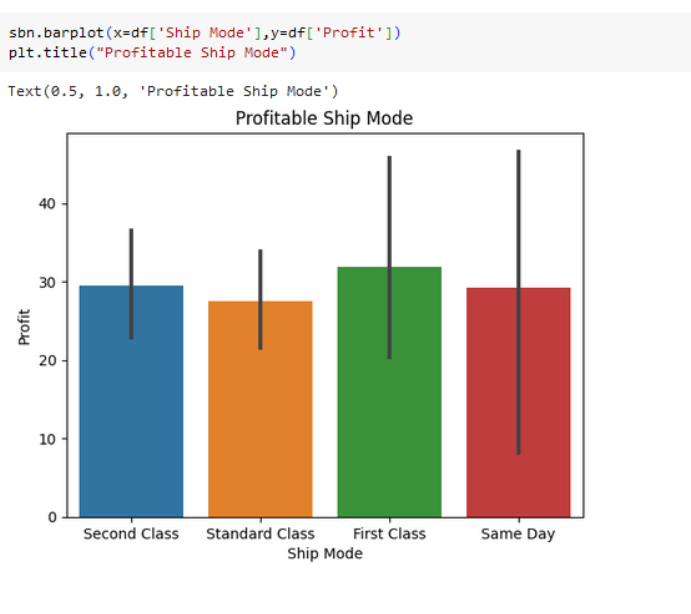 sbn.barplot(x=df['Ship Mode'],y=df['Profit'])
plt.title("Profitable Ship Mode")
Text(0.5, 1.0, 'Profitable Ship Mode')
Profitable Ship Mode
40
30
20
10
0
Profit
Second Class Standard Class First Class Same Day
Ship Mode